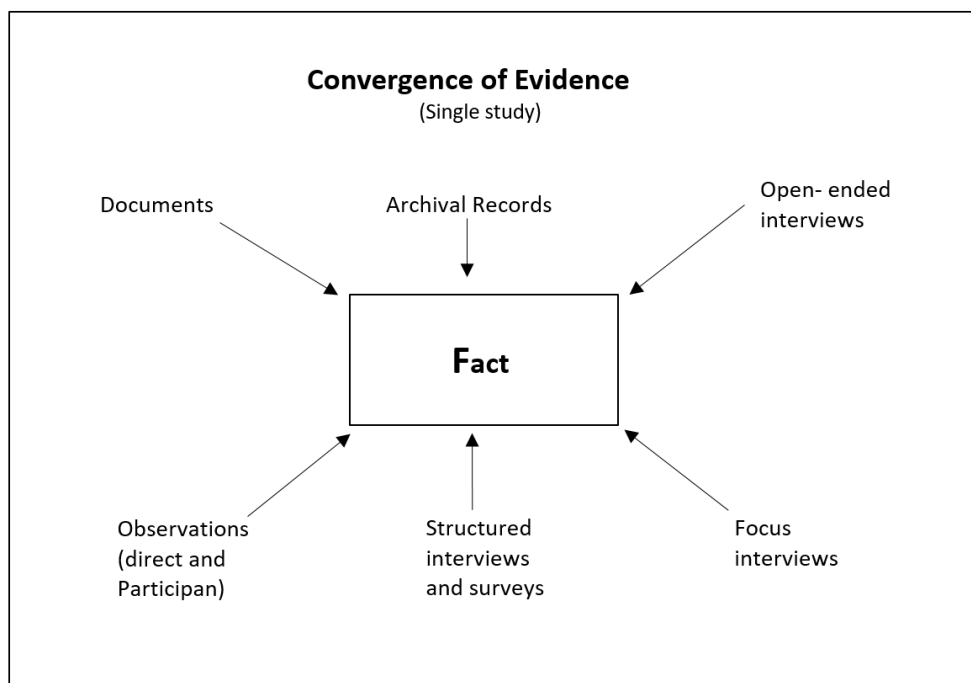 Convergence of Evidence
(Single study)
Documents
Archival Records
Open- ended
interviews
Fact
Observations
(direct and
Participan)
Structured
interviews
and surveys
Focus
interviews